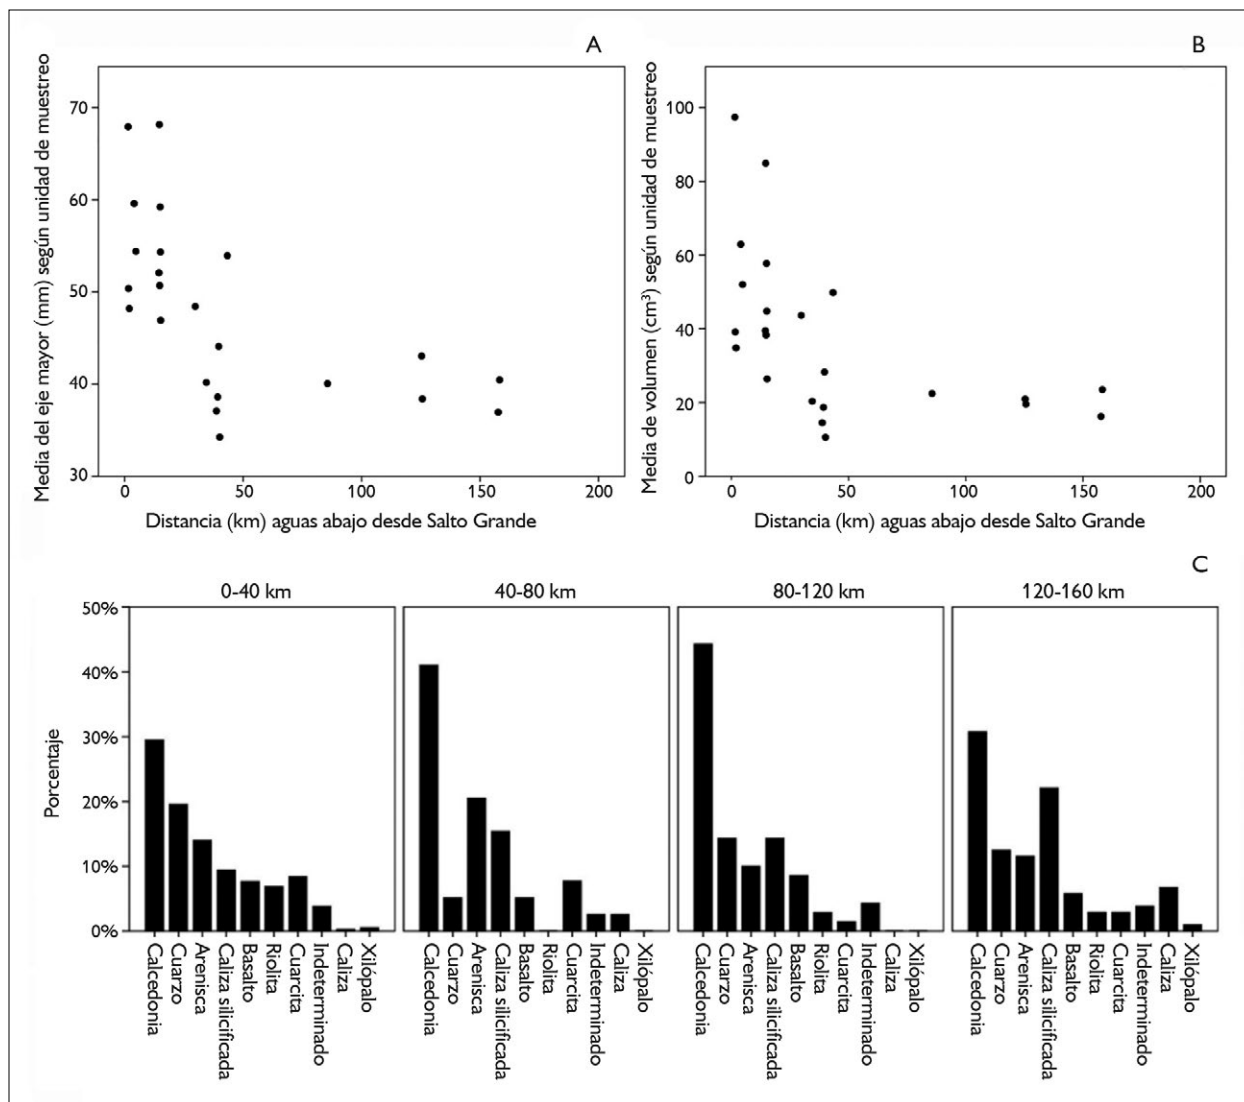 A
Media del eje mayor (mm) según unidad de muestreo
70
60
50
40
30
0 50 100 150 200
Distancia (km) aguas abajo desde Salto Grande
B
Media de volumen (cm³) según unidad de muestreo
100
80
60
40
20
0
0 50 100 150 200
Distancia (km) aguas abajo desde Salto Grande
C
0-40 km 40-80 km 80-120 km 120-160 km
Porcentaje
50%
40%
30%
20%
10%
0%
Calcedonia
Cuarzo
Arenisca
Caliza silicificada
Basalto
Riolita
Cuarcita
Indeterminado
Caliza
Xilópalo
Calcedonia
Cuarzo
Arenisca
Caliza silicificada
Basalto
Riolita
Cuarcita
Indeterminado
Caliza
Xilópalo
Calcedonia
Cuarzo
Arenisca
Caliza silicificada
Basalto
Riolita
Cuarcita
Indeterminado
Caliza
Xilópalo
Calcedonia
Cuarzo
Arenisca
Caliza silicificada
Basalto
Riolita
Cuarcita
Indeterminado
Caliza
Xilópalo